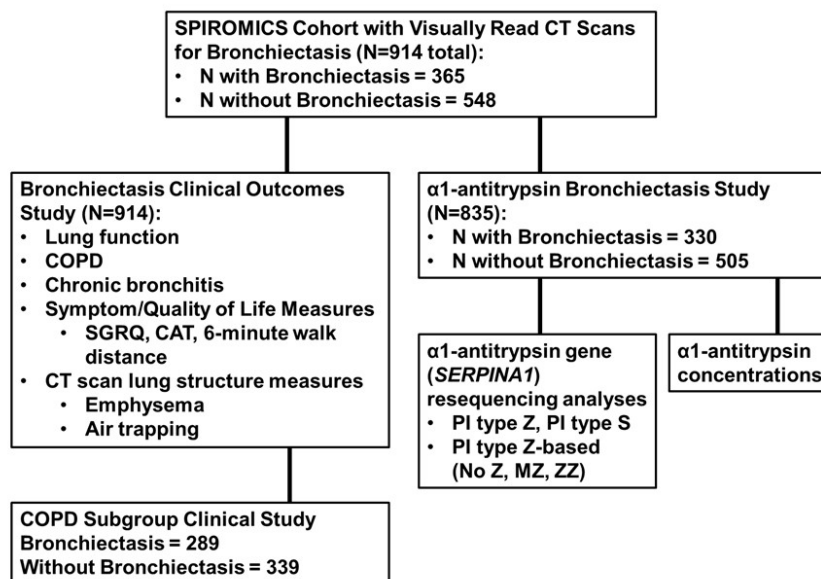 SPIROMICS Cohort with Visually Read CT Scans
for Bronchiectasis (N=914 total):
• N with Bronchiectasis = 365
• N without Bronchiectasis = 548
Bronchiectasis Clinical Outcomes
Study (N=914):
• Lung function
• COPD
• Chronic bronchitis
• Symptom/Quality of Life Measures
• SGRQ, CAT, 6-minute walk
distance
• CT scan lung structure measures
• Emphysema
• Air trapping
α1-antitrypsin Bronchiectasis Study
(N=835):
• N with Bronchiectasis = 330
• N without Bronchiectasis = 505
α1-antitrypsin gene
(SERPINA1)
resequencing analyses
• PI type Z, PI type S
• PI type Z-based
(No Z, MZ, ZZ)
α1-antitrypsin
concentrations
COPD Subgroup Clinical Study
Bronchiectasis = 289
Without Bronchiectasis = 339